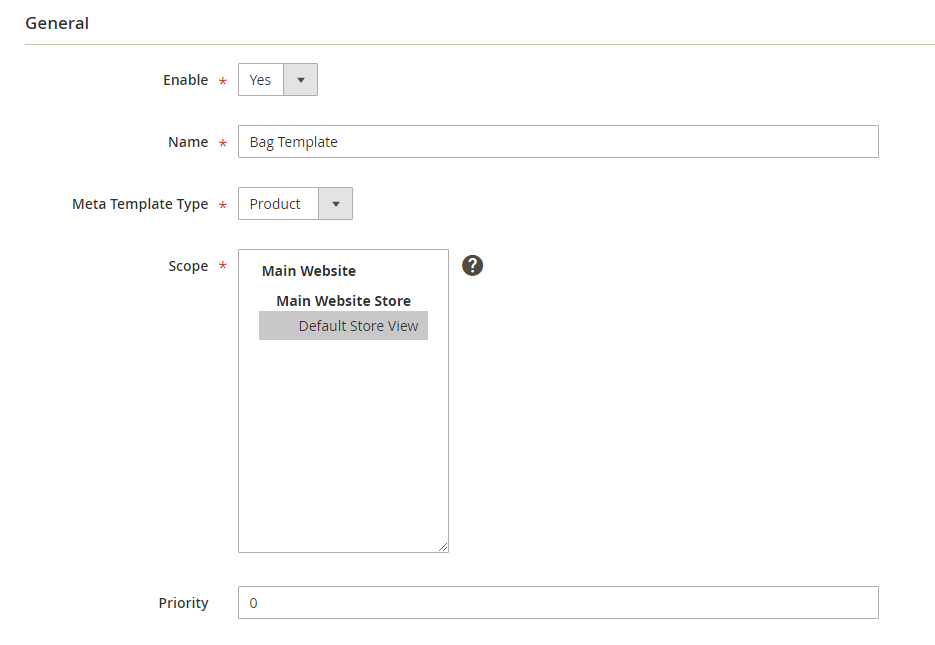 General
Enable *
Yes
Name *
Bag Template
Meta Template Type *
Product
Scope *
Main Website
Main Website Store
Default Store View
?
Priority
0